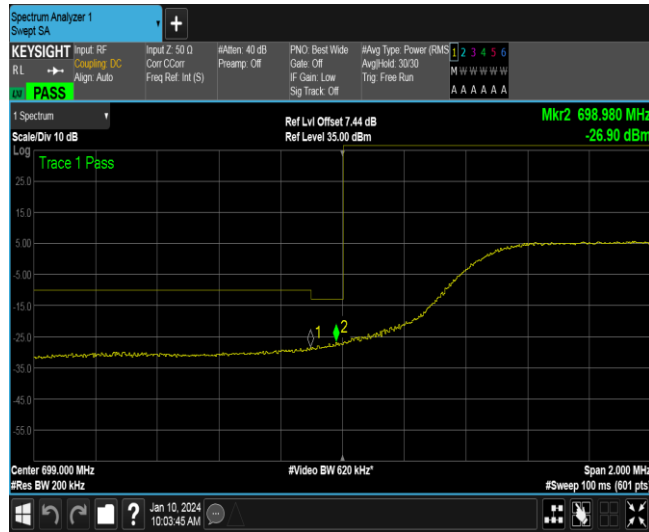 Spectrum Analyzer 1
Swept SA
+
KEYSIGHT Input: RF Input Z: 50 Ω #Atten: 40 dB PNO: Best Wide #Avg Type: Power (RMS 1 2 3 4 5 6
RL Coupling: DC Corr CCorr Preamp: Off Gate: Off Avg|Hold: 30/30 M W W W W W
Align: Auto Freq Ref: Int (S) IF Gain: Low Trig: Free Run
LXI PASS Sig Track: Off A A A A A A
1 Spectrum Ref Lvl Offset 7.44 dB Mkr2 698.980 MHz
Scale/Div 10 dB Ref Level 35.00 dBm -26.90 dBm
Log
Trace 1 Pass
25.0
15.0
5.00
-5.00
-15.0
1 2
-25.0
-35.0
-45.0
-55.0
Center 699.000 MHz #Video BW 620 kHz* Span 2.000 MHz
#Res BW 200 kHz #Sweep 100 ms (601 pts)
? Jan 10, 2024
10:03:45 AM